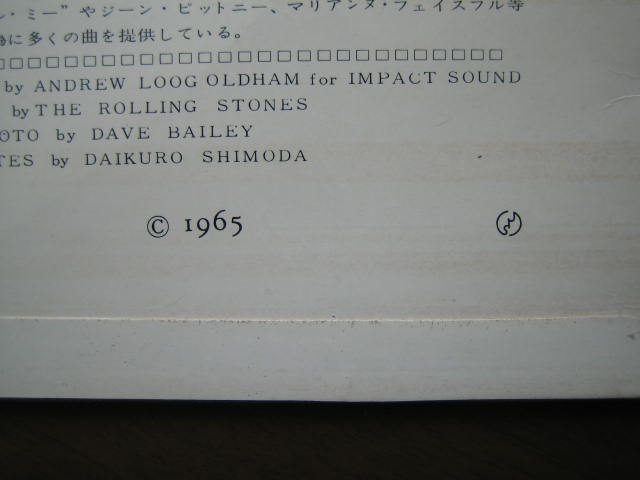 ル・ミー”やジーン・ピットニー、マリアンヌ・フェイスフル等
に多くの曲を提供している。
□□□□□□□□□□□□□□□□□□□□□□□□□□□□□□□□□□□□□
by ANDREW LOOG OLDHAM for IMPACT SOUND
by THE ROLLING STONES
OTO by DAVE BAILEY
TES by DAIKURO SHIMODA
© 1965